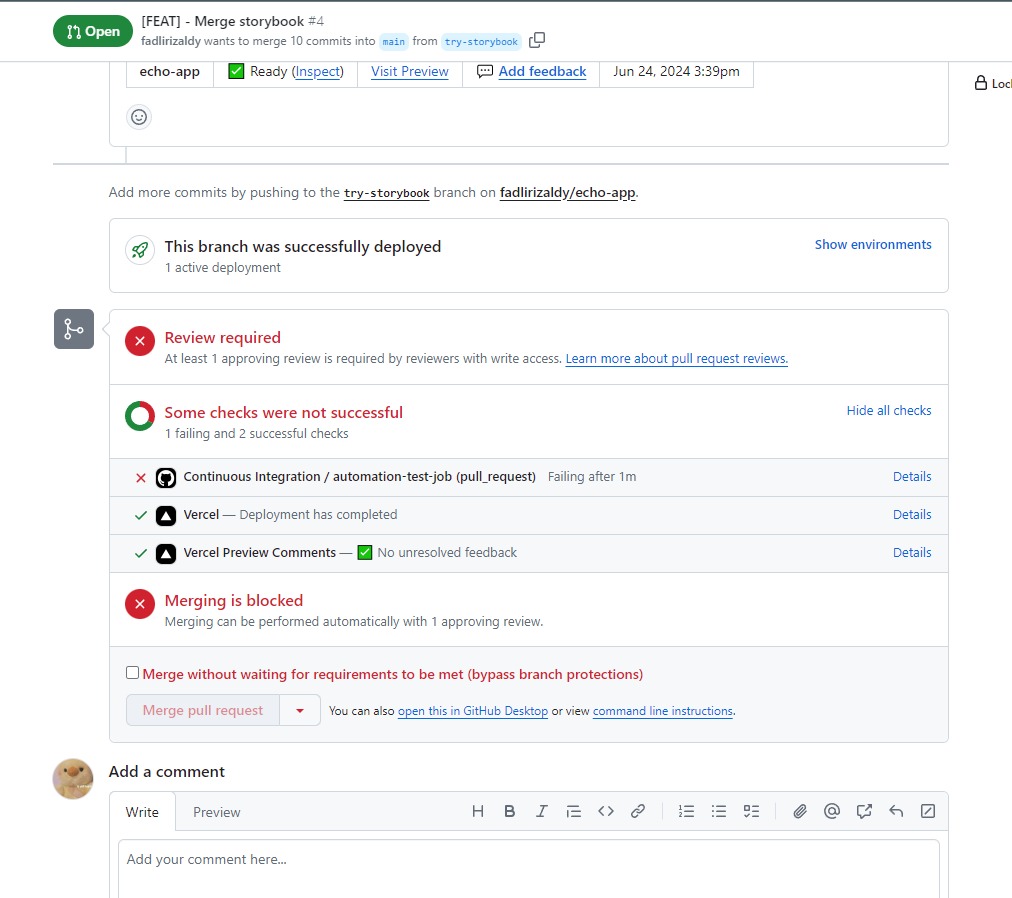 Open
[FEAT] - Merge storybook #4
fadlirizaldy wants to merge 10 commits into main from try-storybook
echo-app Ready (Inspect) Visit Preview Add feedback Jun 24, 2024 3:39pm
Loc
Add more commits by pushing to the try-storybook branch on fadlirizaldy/echo-app.
This branch was successfully deployed
Show environments
1 active deployment
Review required
At least 1 approving review is required by reviewers with write access. Learn more about pull request reviews.
Some checks were not successful
Hide all checks
1 failing and 2 successful checks
Continuous Integration / automation-test-job (pull_request) Failing after 1m Details
Vercel — Deployment has completed Details
Vercel Preview Comments — No unresolved feedback Details
Merging is blocked
Merging can be performed automatically with 1 approving review.
Merge without waiting for requirements to be met (bypass branch protections)
Merge pull request You can also open this in GitHub Desktop or view command line instructions.
Add a comment
Write Preview
Add your comment here...